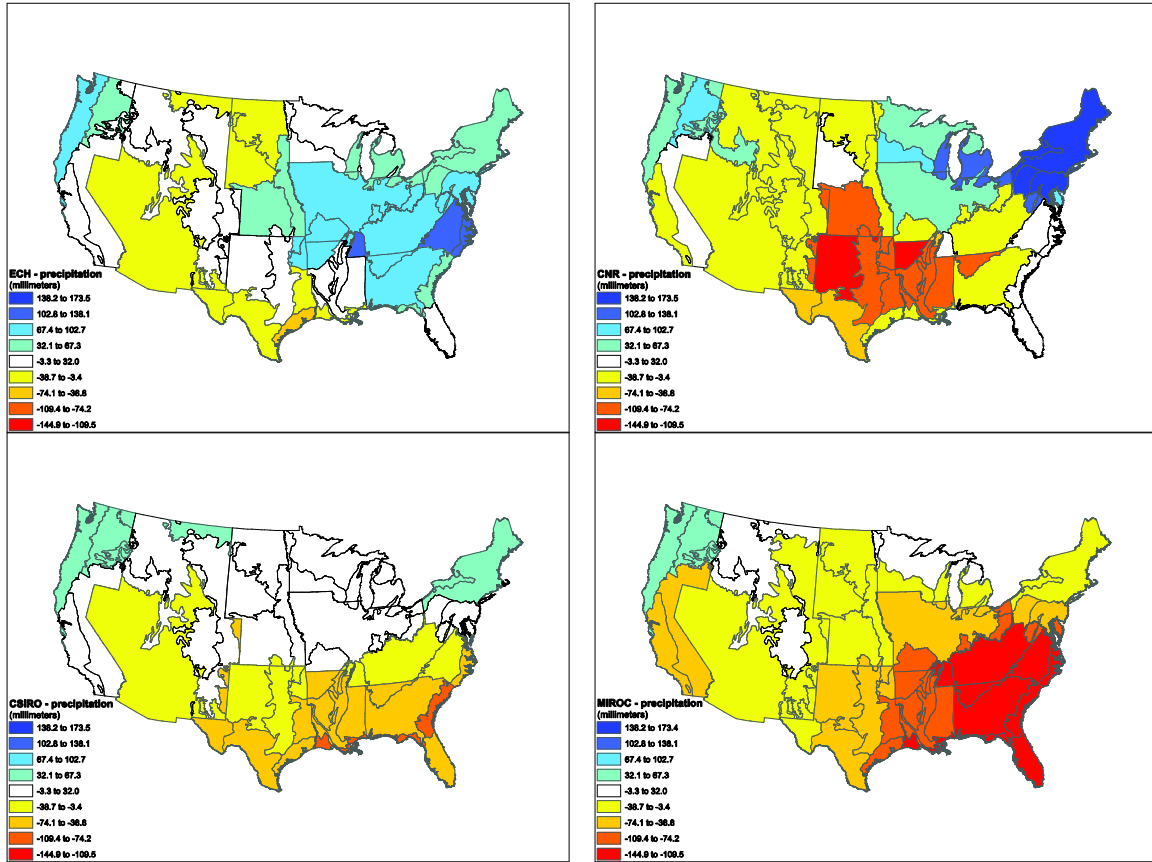 ECH - precipitation
(millimeters)
138.2 to 173.5
102.8 to 138.1
67.4 to 102.7
32.1 to 67.3
-3.3 to 32.0
-38.7 to -3.4
-74.1 to -38.8
-109.4 to -74.2
-144.9 to -109.5
CNR - precipitation
(millimeters)
138.2 to 173.5
102.8 to 138.1
67.4 to 102.7
32.1 to 67.3
-3.3 to 32.0
-38.7 to -3.4
-74.1 to -38.8
-109.4 to -74.2
-144.9 to -109.5
CSIRO - precipitation
(millimeters)
138.2 to 173.5
102.8 to 138.1
67.4 to 102.7
32.1 to 67.3
-3.3 to 32.0
-38.7 to -3.4
-74.1 to -38.8
-109.4 to -74.2
-144.9 to -109.5
MIROC - precipitation
(millimeters)
138.2 to 173.4
102.8 to 138.1
67.4 to 102.7
32.1 to 67.3
-3.3 to 32.0
-38.7 to -3.4
-74.1 to -38.8
-109.4 to -74.2
-144.9 to -109.5